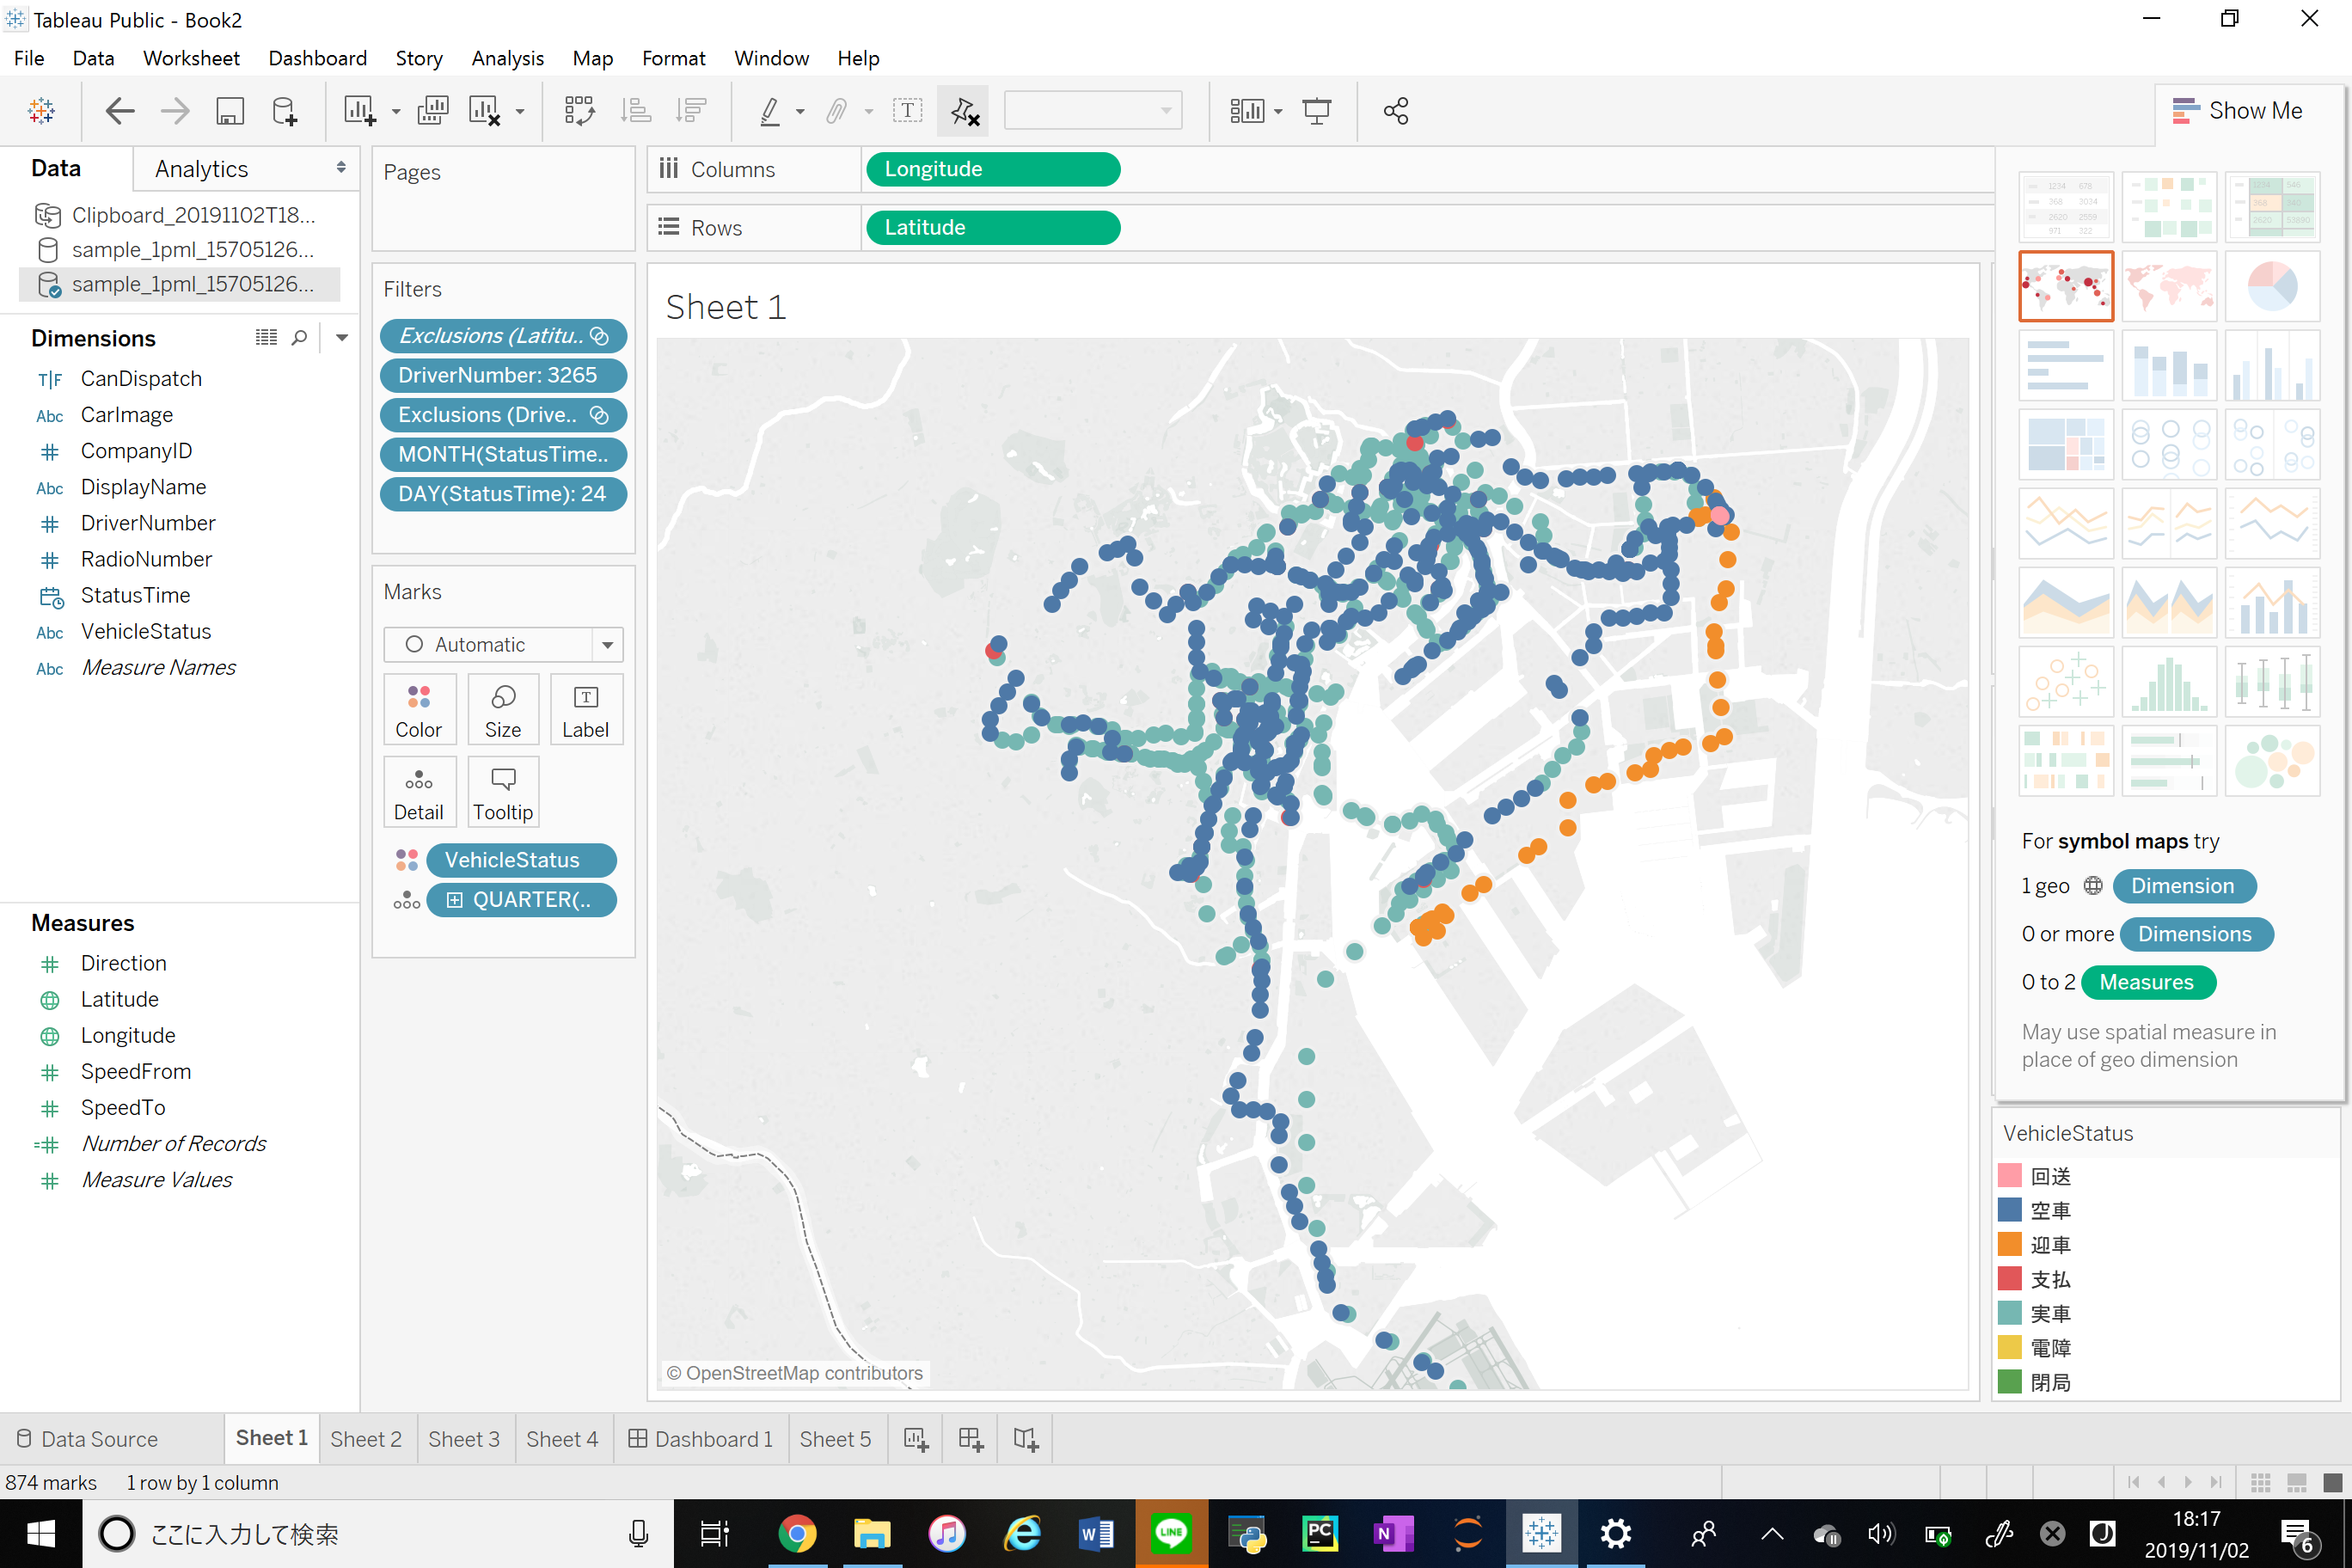 Tableau Public - Book2
File Data Worksheet Dashboard Story Analysis Map Format Window Help
Show Me
Data Analytics
Clipboard_20191102T18...
sample_1pml_15705126...
sample_1pml_15705126...
Dimensions
T|F CanDispatch
Abc CarImage
CompanyID
Abc DisplayName
DriverNumber
RadioNumber
StatusTime
Abc VehicleStatus
Abc Measure Names
Measures
Direction
Latitude
Longitude
SpeedFrom
SpeedTo
Number of Records
Measure Values
Pages
Filters
Exclusions (Latitu..
DriverNumber: 3265
Exclusions (Drive..
MONTH(StatusTime..
DAY(StatusTime): 24
Marks
Automatic
Color Size Label
Detail Tooltip
VehicleStatus
QUARTER(..
Columns Longitude
Rows Latitude
Sheet 1
© OpenStreetMap contributors
For symbol maps try
1 geo Dimension
0 or more Dimensions
0 to 2 Measures
May use spatial measure in
place of geo dimension
VehicleStatus
回送
空車
迎車
支払
実車
電障
閉局
Data Source Sheet 1 Sheet 2 Sheet 3 Sheet 4 Dashboard 1 Sheet 5
874 marks 1 row by 1 column
ここに入力して検索
LINE
PC
N
18:17
2019/11/02
6